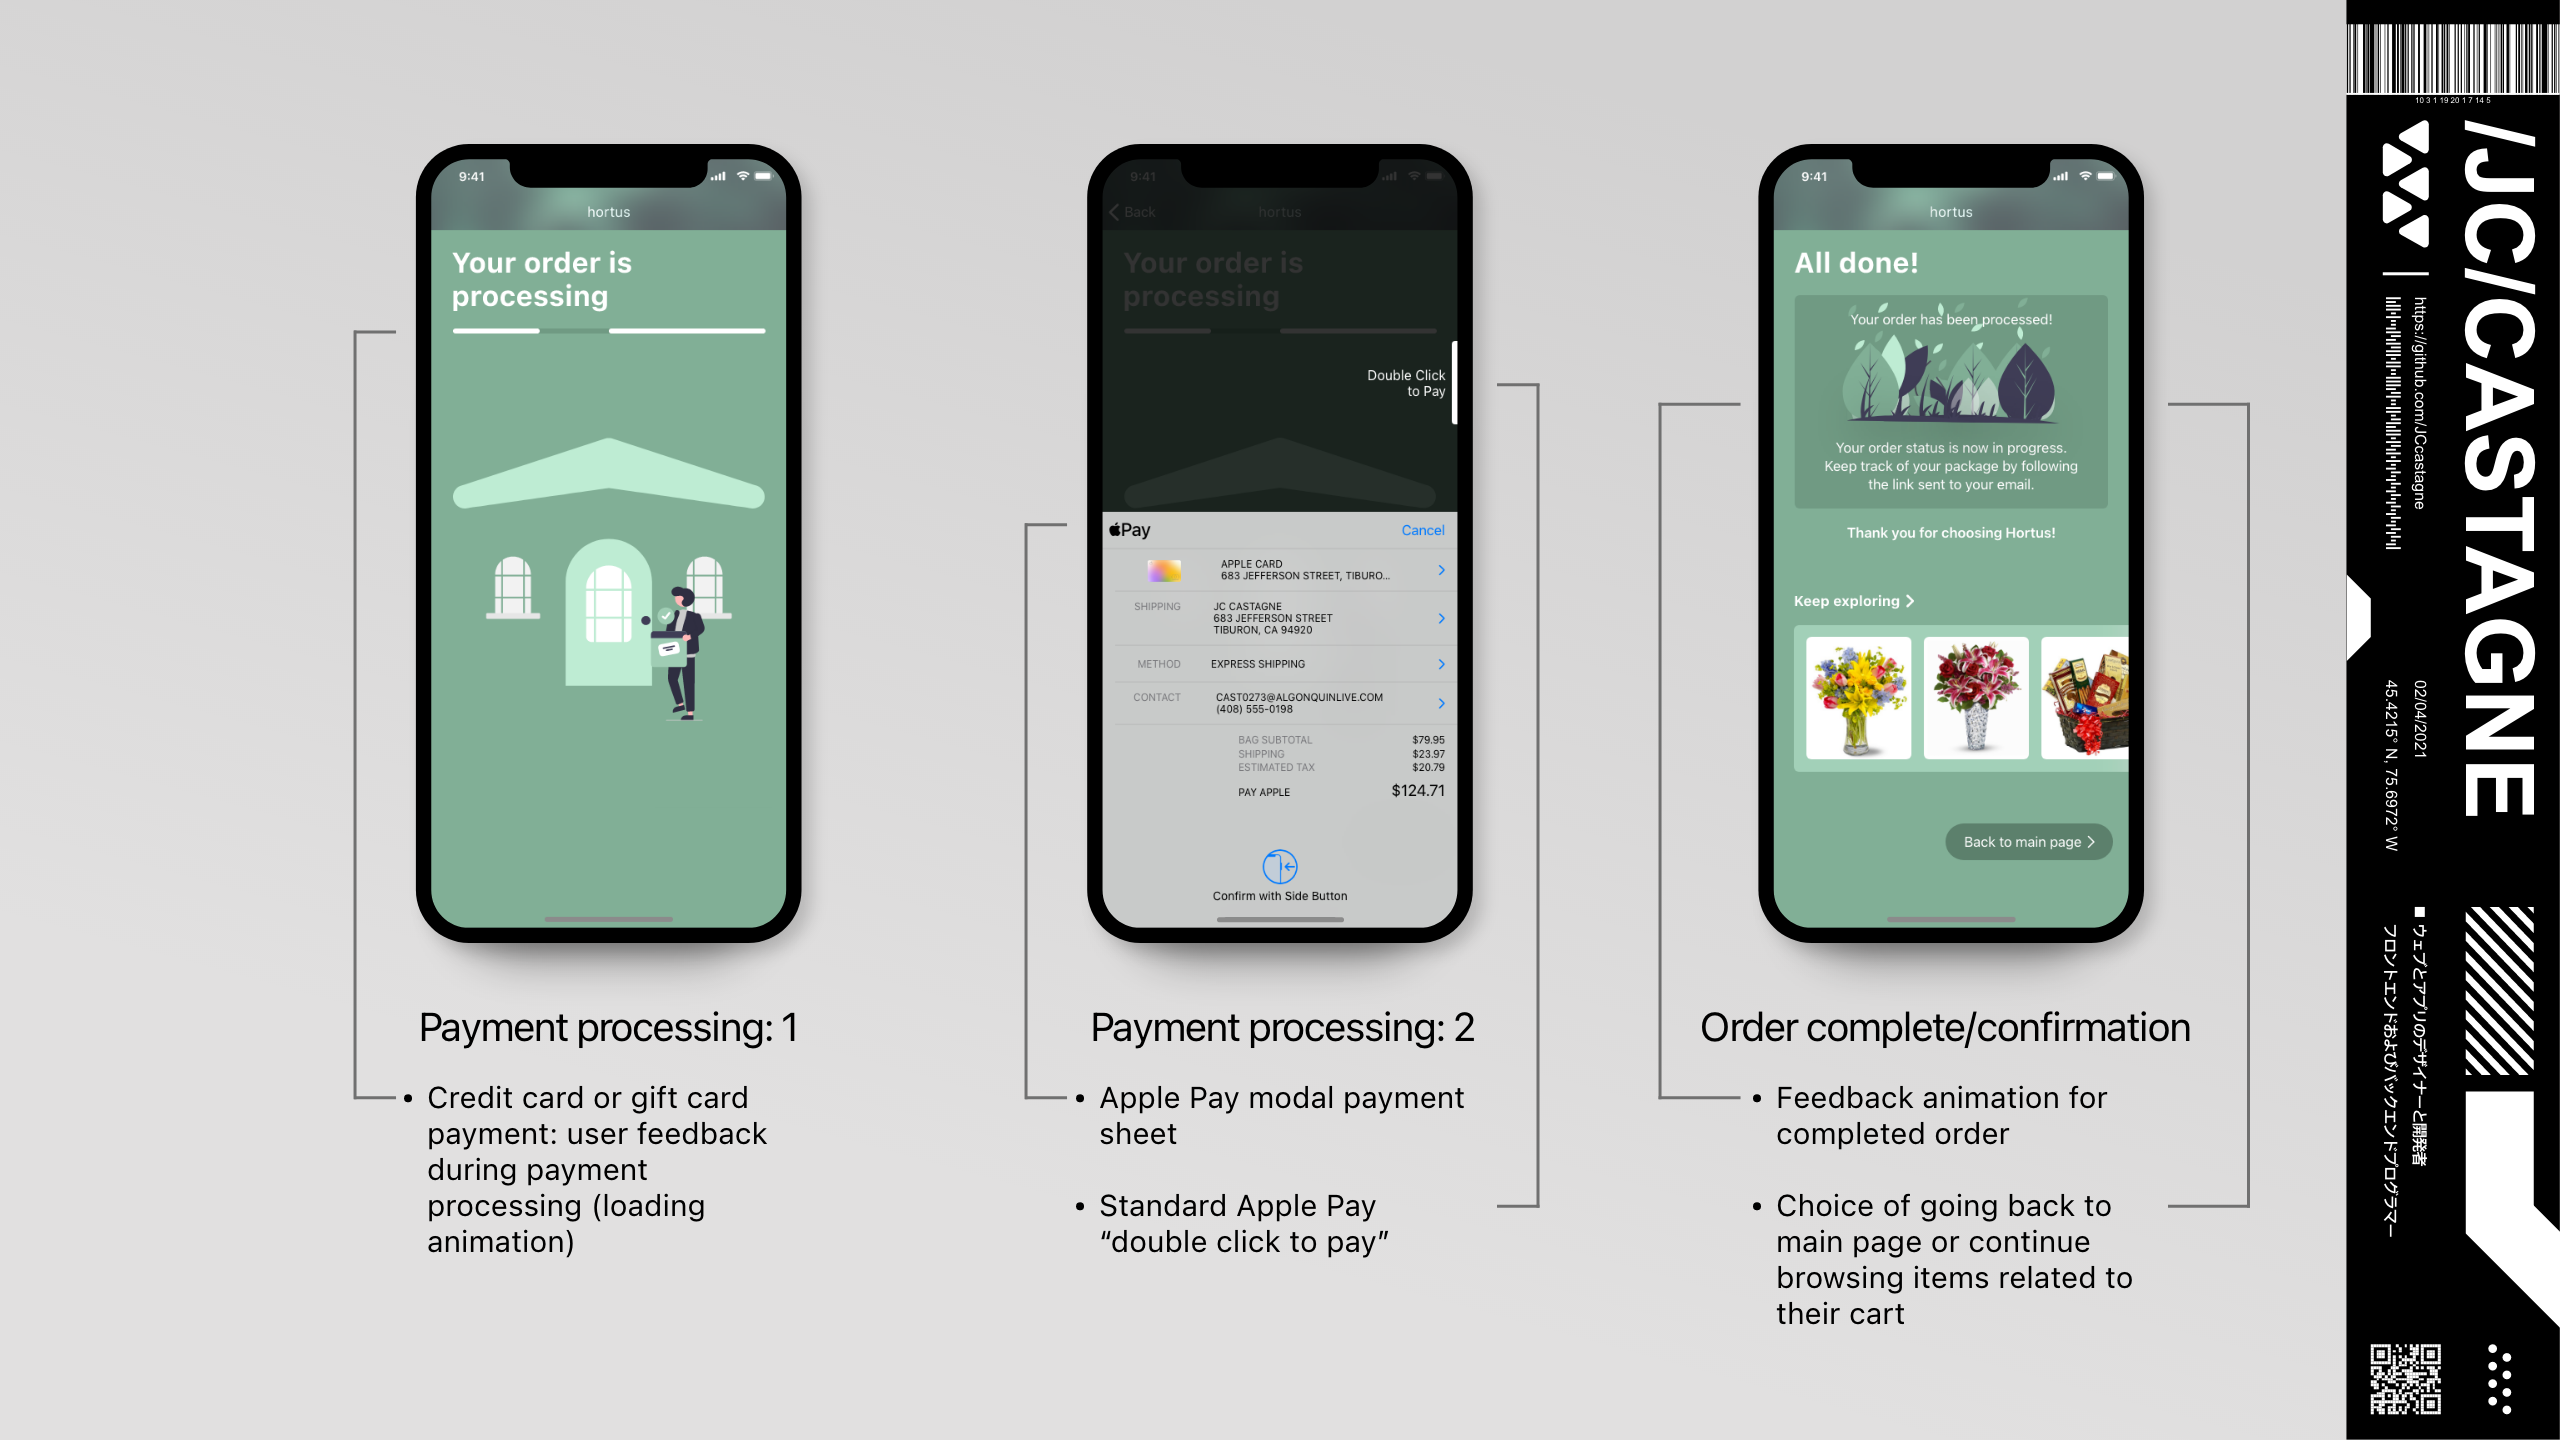 9:41
hortus
Your order is
processing
Payment processing: 1
• Credit card or gift card
payment: user feedback
during payment
processing (loading
animation)
9:41
Back
hortus
Your order is
processing
Double Click
to Pay
Pay
Cancel
APPLE CARD
683 JEFFERSON STREET, TIBURO...
SHIPPING
JC CASTAGNE
683 JEFFERSON STREET
TIBURON, CA 94920
METHOD
EXPRESS SHIPPING
CONTACT
CAST0273@ALGONQUINLIVE.COM
(408) 555-0198
BAG SUBTOTAL $79.95
SHIPPING $23.97
ESTIMATED TAX $20.79
PAY APPLE $124.71
Confirm with Side Button
Payment processing: 2
• Apple Pay modal payment
sheet
• Standard Apple Pay
“double click to pay”
9:41
hortus
All done!
Your order has been processed!
Your order status is now in progress.
Keep track of your package by following
the link sent to your email.
Thank you for choosing Hortus!
Keep exploring
Back to main page
Order complete/confirmation
• Feedback animation for
completed order
• Choice of going back to
main page or continue
browsing items related to
their cart
10 3 1 19 20 1 7 14 5
/JC/CASTAGNE
https://github.com/JCcastagne
02/04/2021
45.4215° N, 75.6972° W
■ ウェブとアプリのデザイナーと開発者
フロントエンドおよびバックエンドプログラマー